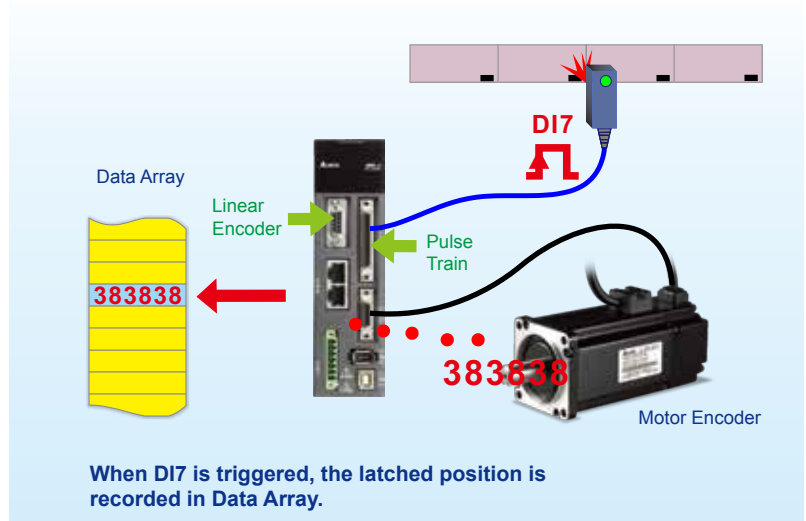 DI7
Data Array
Linear
Encoder
Pulse
Train
383838
383838
Motor Encoder
When DI7 is triggered, the latched position is
recorded in Data Array.